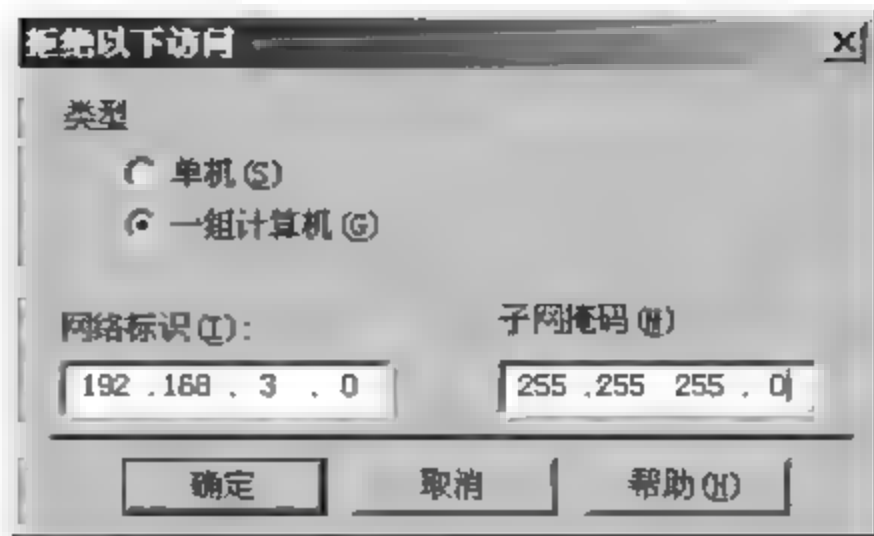 拒绝以下访问
类型
单机(S)
一组计算机(G)
网络标识(I):
子网掩码(M)
192 .168 . 3 . 0
255 .255 255 . 0
确定
取消
帮助(H)